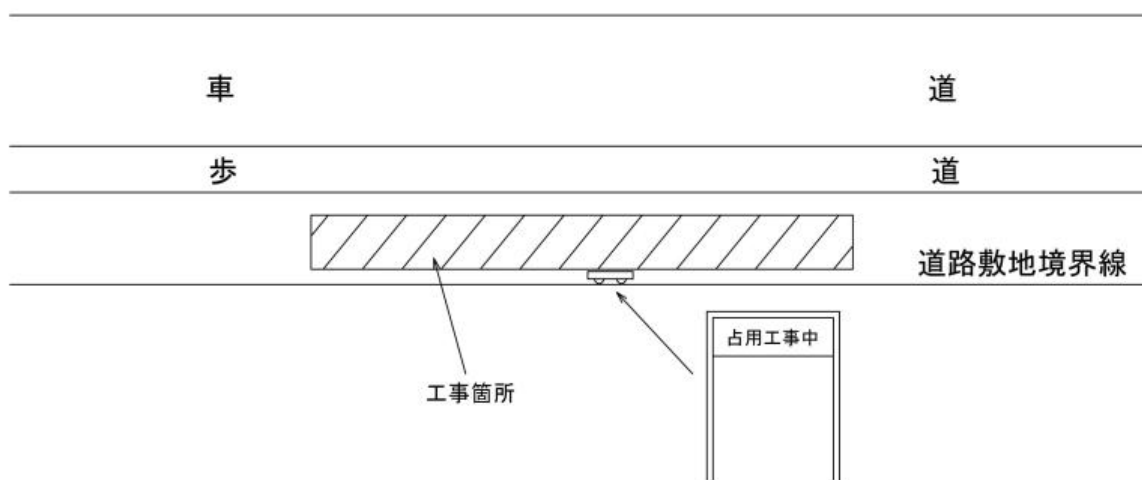 車道
歩道
道路敷地境界線
占用工事中
工事箇所